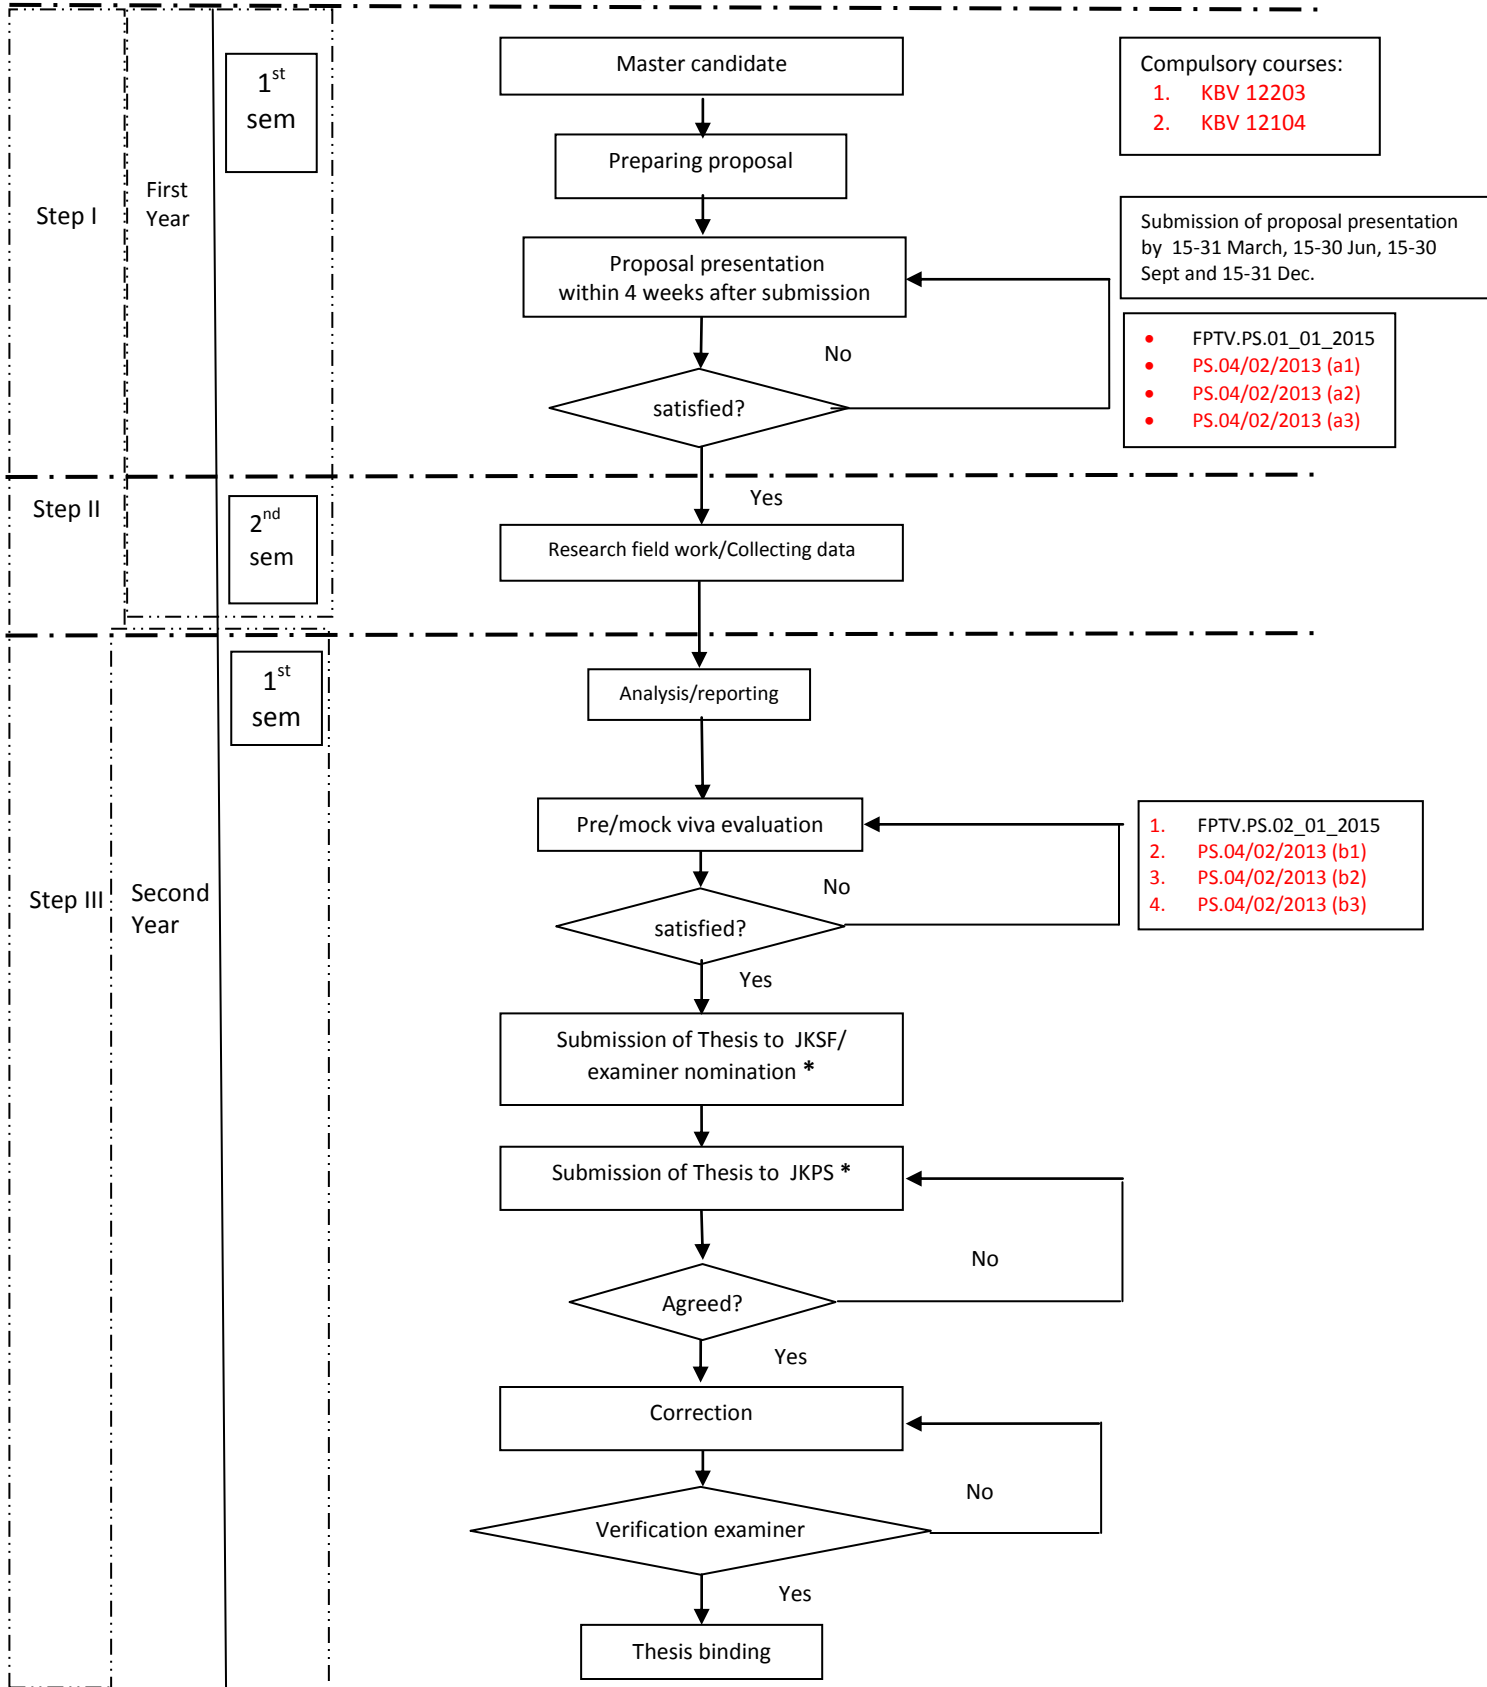 1st
sem
Master candidate
Compulsory courses:
1. KBV 12203
2. KBV 12104
Preparing proposal
Step I
First
Year
Submission of proposal presentation
by 15-31 March, 15-30 Jun, 15-30
Sept and 15-31 Dec.
Proposal presentation
within 4 weeks after submission
No
• FPTV.PS.01_01_2015
• PS.04/02/2013 (a1)
• PS.04/02/2013 (a2)
• PS.04/02/2013 (a3)
satisfied?
Yes
Step II
2nd
sem
Research field work/Collecting data
1st
sem
Analysis/reporting
Pre/mock viva evaluation
1. FPTV.PS.02_01_2015
2. PS.04/02/2013 (b1)
3. PS.04/02/2013 (b2)
4. PS.04/02/2013 (b3)
No
Step III
Second
Year
satisfied?
Yes
Submission of Thesis to JKSF/
examiner nomination *
Submission of Thesis to JKPS *
No
Agreed?
Yes
Correction
No
Verification examiner
Yes
Thesis binding